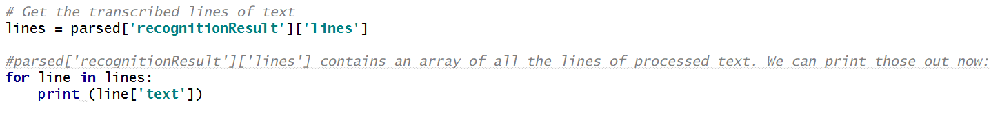 # Get the transcribed lines of text
lines = parsed['recognitionResult']['lines']
#parsed['recognitionResult']['lines'] contains an array of all the lines of processed text. We can print those out now:
for line in lines:
    print (line['text'])